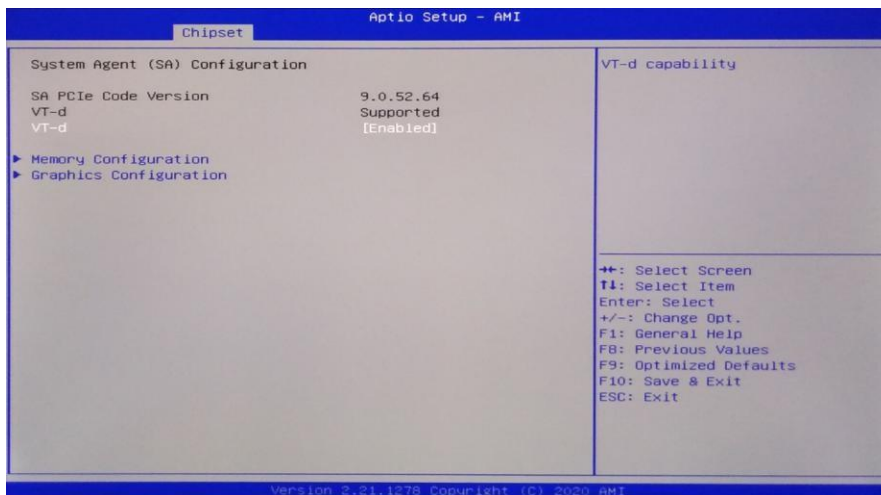 Aptio Setup - AMI
Chipset
System Agent (SA) Configuration
SA PCIe Code Version 9.0.52.64
VT-d Supported
VT-d [Enabled]
▶ Memory Configuration
▶ Graphics Configuration
VT-d capability
→←: Select Screen
↑↓: Select Item
Enter: Select
+/-: Change Opt.
F1: General Help
F8: Previous Values
F9: Optimized Defaults
F10: Save & Exit
ESC: Exit
Version 2.21.1278 Copyright (C) 2020 AMI